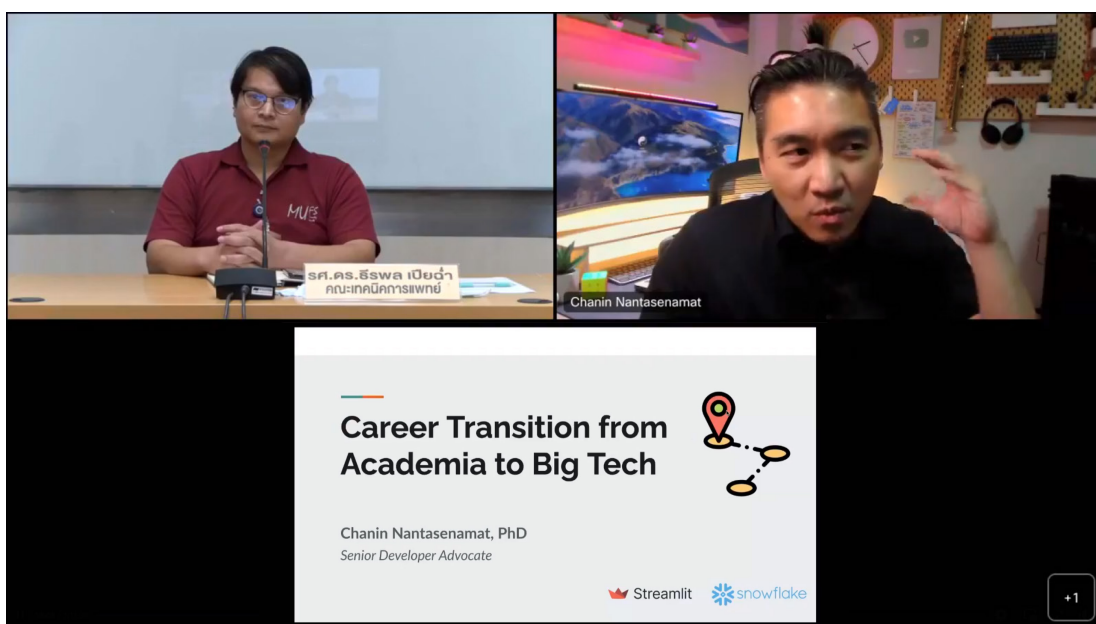 MU
รศ.ดร.ธีรพล เปียฉ่ำ
คณะเทคนิคการแพทย์
Chanin Nantasenamat
Career Transition from
Academia to Big Tech
Chanin Nantasenamat, PhD
Senior Developer Advocate
Streamlit
snowflake
+1